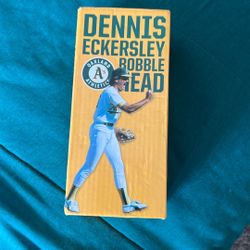 DENNIS
ECKERSLEY
BOBBLE
HEAD
OAKLAND
A's
ATHLETICS